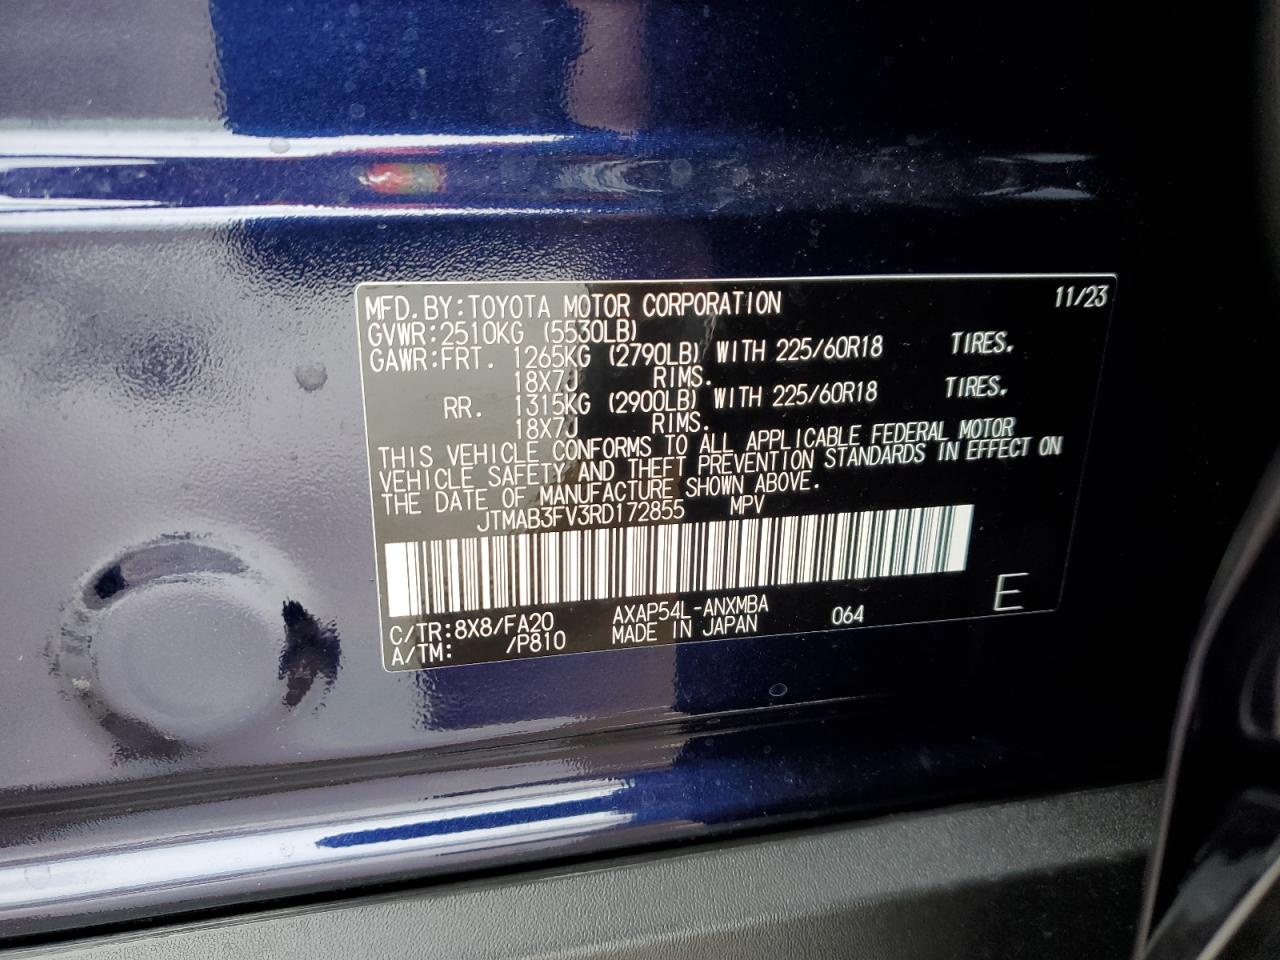 MFD.BY:TOYOTA MOTOR CORPORATION 11/23
GVWR:2510KG (5530LB)
GAWR:FRT. 1265KG (2790LB) WITH 225/60R18 TIRES.
18X7J RIMS.
RR. 1315KG (2900LB) WITH 225/60R18 TIRES.
18X7J RIMS.
THIS VEHICLE CONFORMS TO ALL APPLICABLE FEDERAL MOTOR
VEHICLE SAFETY AND THEFT PREVENTION STANDARDS IN EFFECT ON
THE DATE OF MANUFACTURE SHOWN ABOVE.
JTMAB3FV3RD172855 MPV
C/TR:8X8/FA20 AXAP54L-ANXMBA 064 E
A/TM: /P810 MADE IN JAPAN